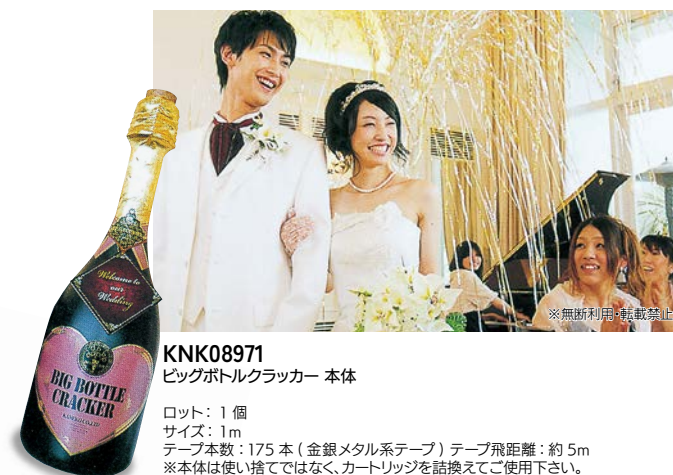 Welcome to
our
Wedding
BIG BOTTLE
CRACKER
※無断利用・転載禁止
KNK08971
ビッグボトルクラッカー 本体
ロット： 1 個
サイズ： 1m
テープ本数：175 本 ( 金銀メタル系テープ ) テープ飛距離：約 5m
※本体は使い捨てではなく、カートリッジを詰換えてご使用下さい。